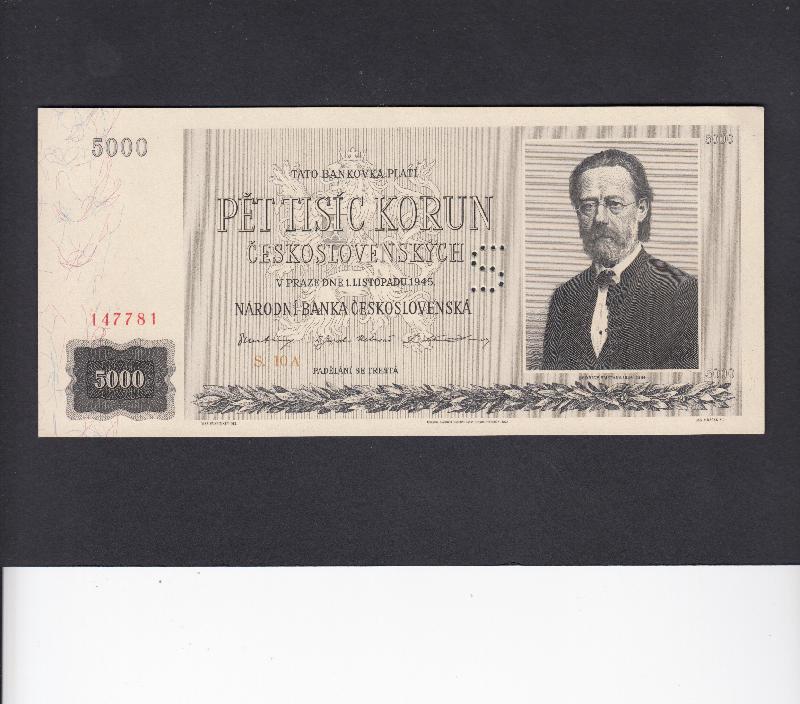 5000
5000
TATO BANKOVKA PLATÍ
PĚT TISÍC KORUN
ČESKOSLOVENSKÝCH
S
V PRAZE DNE 1. LISTOPADU 1945.
NÁRODNÍ BANKA ČESKOSLOVENSKÁ
147781
S. 10 A
PADĚLÁNÍ SE TRESTÁ
5000
5000